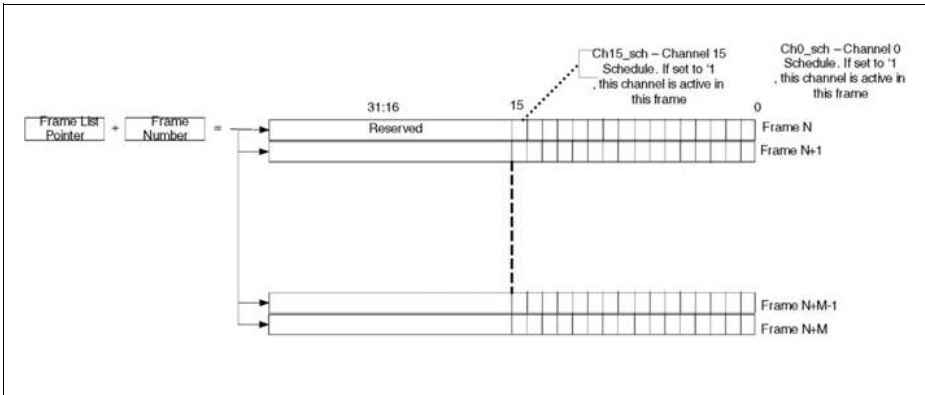 Ch15_sch – Channel 15
Schedule. If set to '1
, this channel is active in
this frame
Ch0_sch – Channel 0
Schedule. If set to '1
, this channel is active in
this frame
31:16
15
0
Frame List
Pointer
+
Frame
Number
=
Reserved
Frame N
Frame N+1
Frame N+M-1
Frame N+M